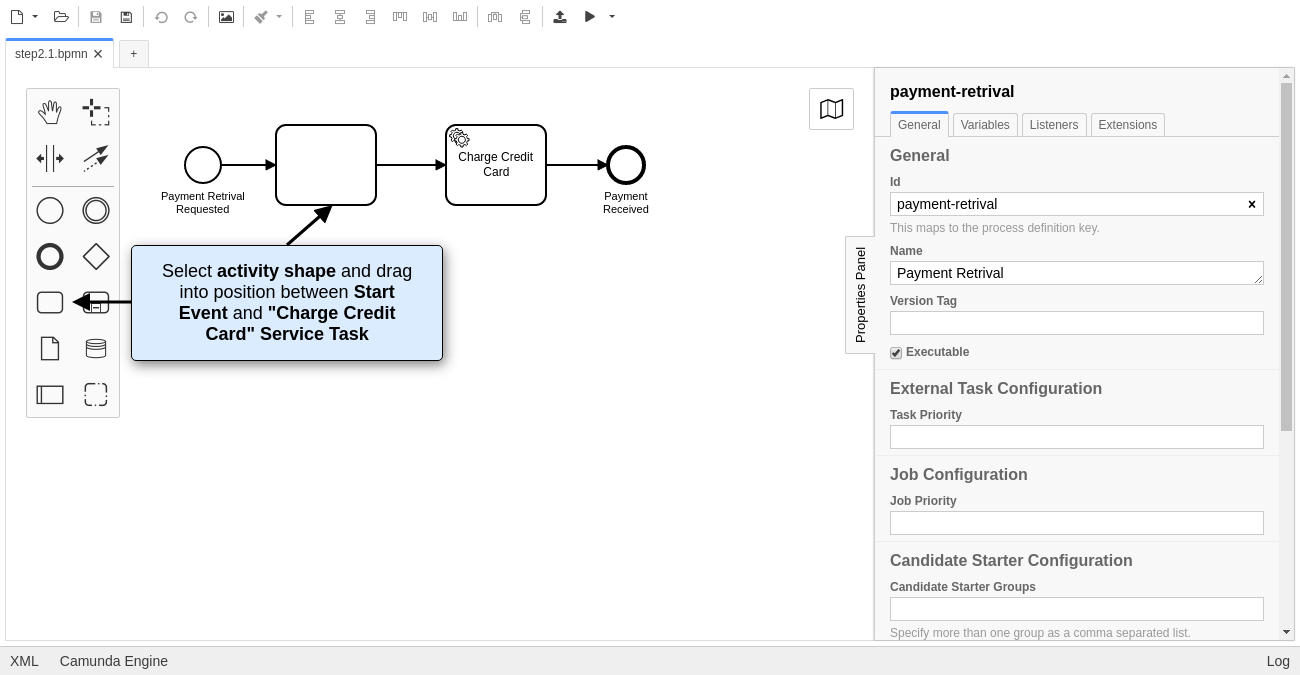 step2.1.bpmn
+
payment-retrival
General
Variables
Listeners
Extensions
General
Id
payment-retrival
This maps to the process definition key.
Name
Payment Retrival
Version Tag
Executable
External Task Configuration
Task Priority
Job Configuration
Job Priority
Candidate Starter Configuration
Candidate Starter Groups
Specify more than one group as a comma separated list.
Properties Panel
Payment Retrival
Requested
Charge Credit
Card
Payment
Received
Select activity shape and drag
into position between Start
Event and "Charge Credit
Card" Service Task
XML
Camunda Engine
Log